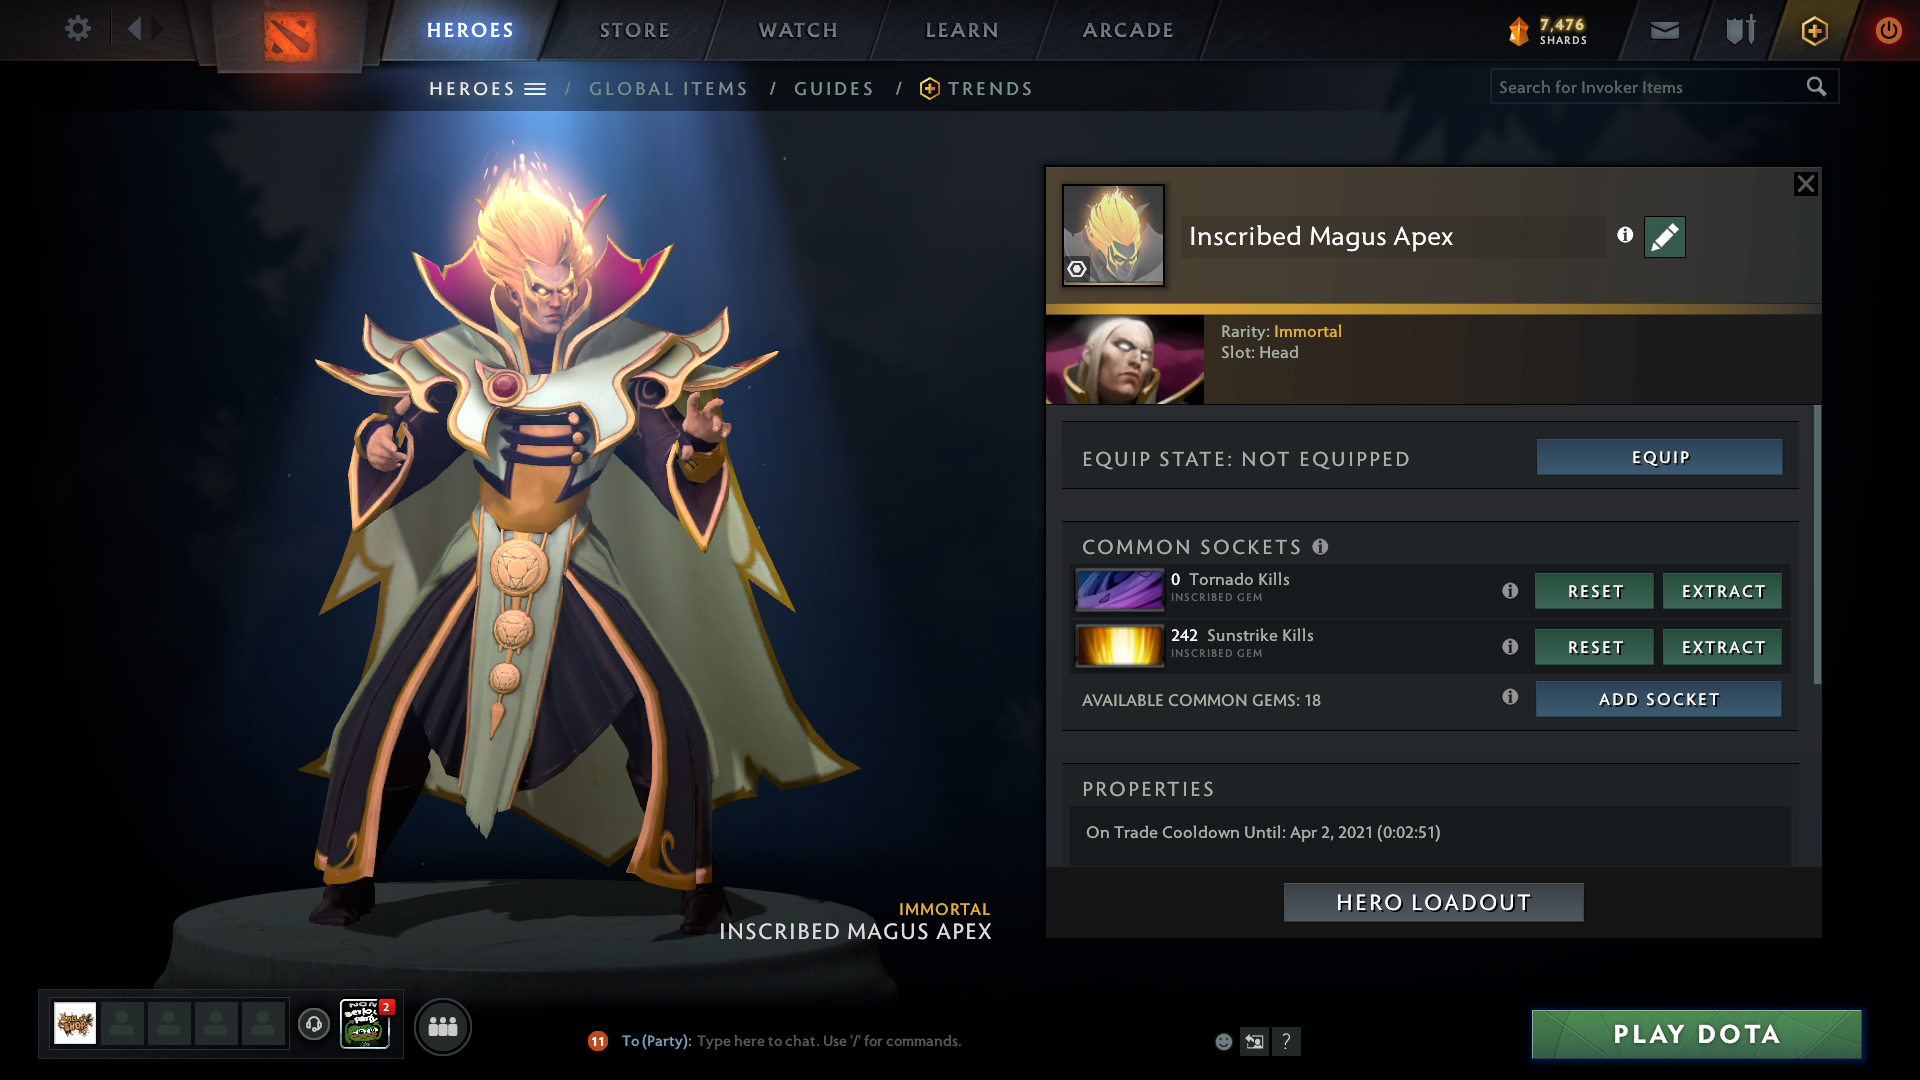 HEROES
STORE
WATCH
LEARN
ARCADE
7,476
SHARDS
HEROES / GLOBAL ITEMS / GUIDES / TRENDS
Search for Invoker Items
Inscribed Magus Apex
Rarity: Immortal
Slot: Head
EQUIP STATE: NOT EQUIPPED
EQUIP
COMMON SOCKETS
0 Tornado Kills
INSCRIBED GEM
RESET
EXTRACT
242 Sunstrike Kills
INSCRIBED GEM
RESET
EXTRACT
AVAILABLE COMMON GEMS: 18
ADD SOCKET
PROPERTIES
On Trade Cooldown Until: Apr 2, 2021 (0:02:51)
HERO LOADOUT
IMMORTAL
INSCRIBED MAGUS APEX
2
11
To (Party): Type here to chat. Use '/' for commands.
?
PLAY DOTA